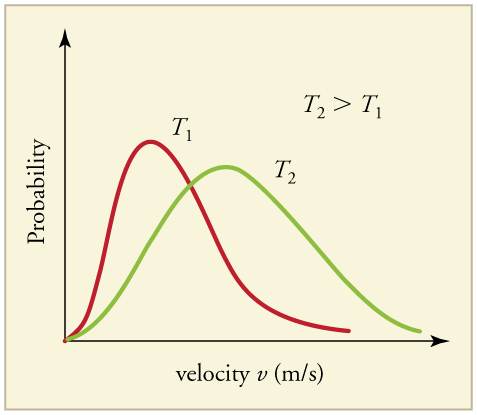 T₂ > T₁
T₁
T₂
Probability
velocity v (m/s)